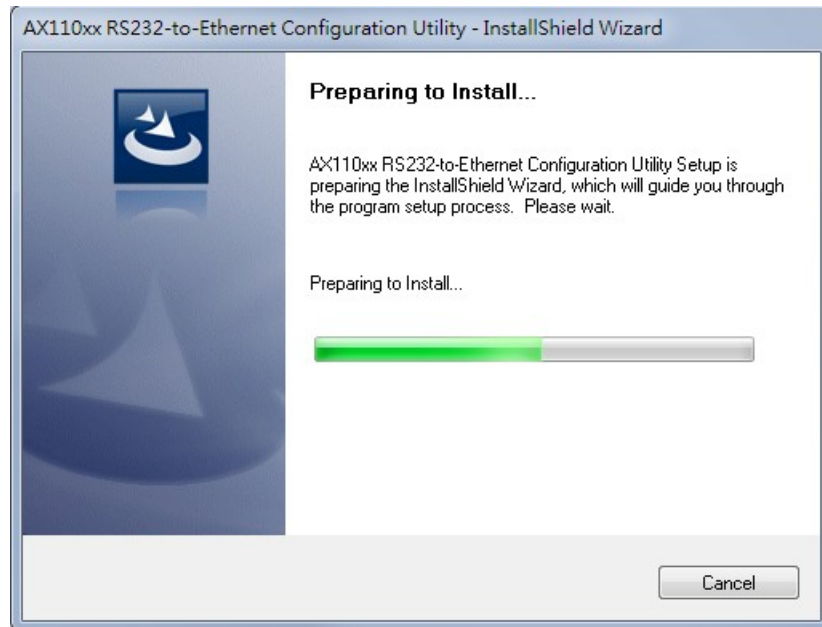 AX110xx RS232-to-Ethernet Configuration Utility - InstallShield Wizard
Preparing to Install...
AX110xx RS232-to-Ethernet Configuration Utility Setup is
preparing the InstallShield Wizard, which will guide you through
the program setup process. Please wait.
Preparing to Install...
Cancel